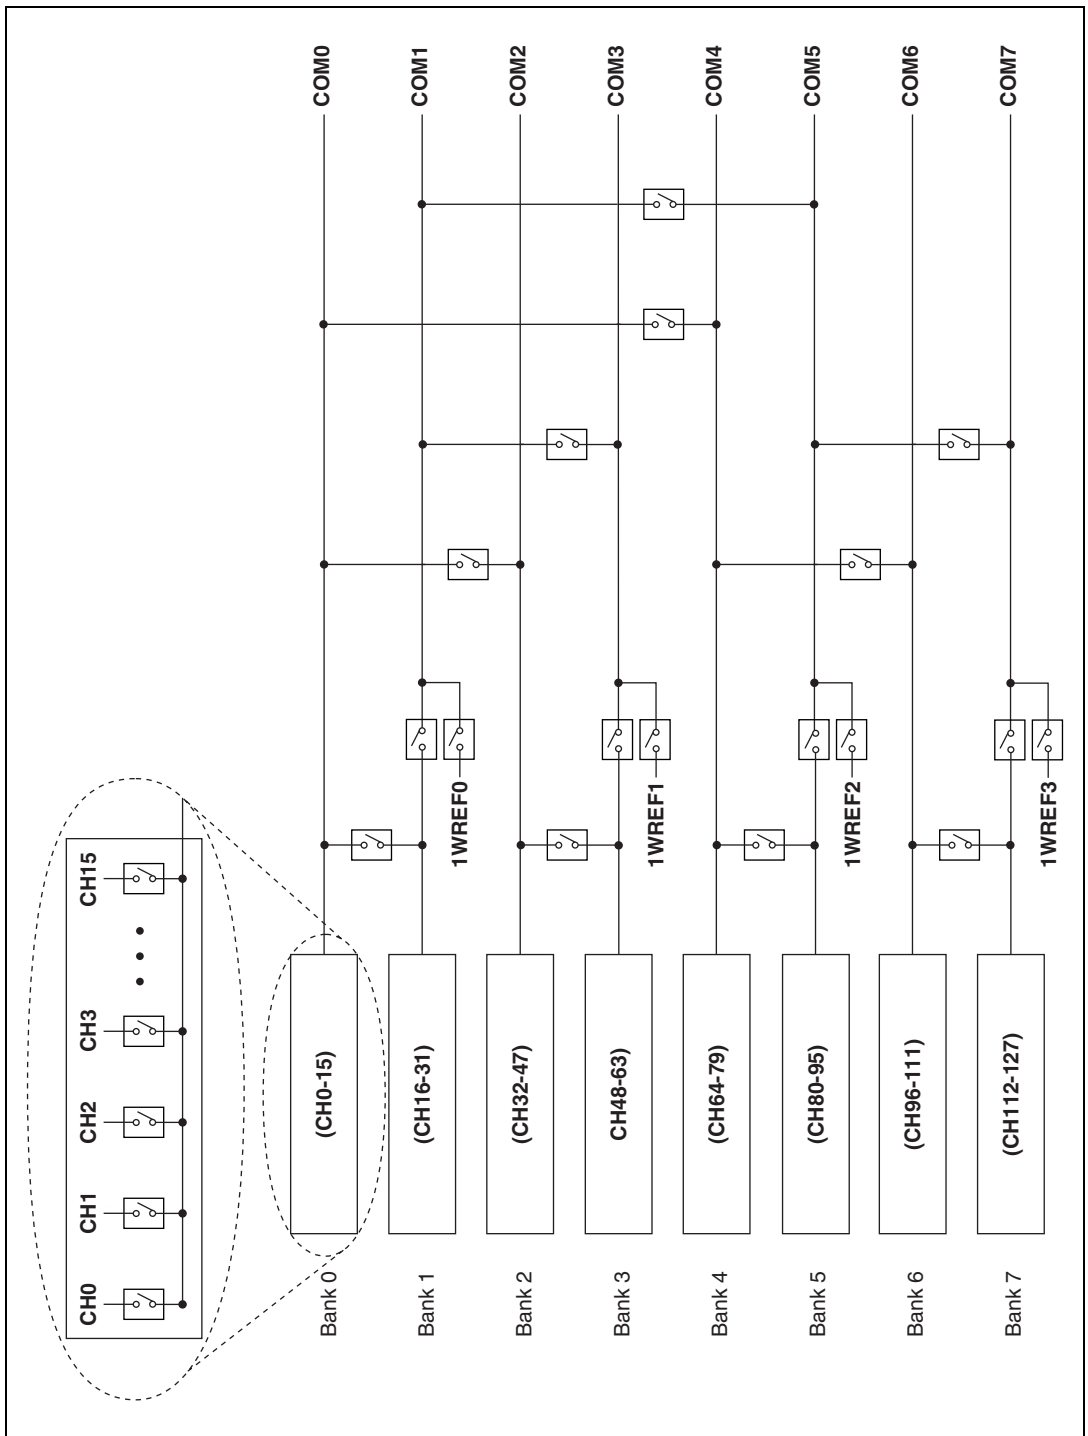 COM0
COM1
COM2
COM3
COM4
COM5
COM6
COM7
1WREF0
1WREF1
1WREF2
1WREF3
CH0
CH1
CH2
CH3
CH15
(CH0-15)
(CH16-31)
(CH32-47)
CH48-63)
(CH64-79)
(CH80-95)
(CH96-111)
(CH112-127)
Bank 0
Bank 1
Bank 2
Bank 3
Bank 4
Bank 5
Bank 6
Bank 7